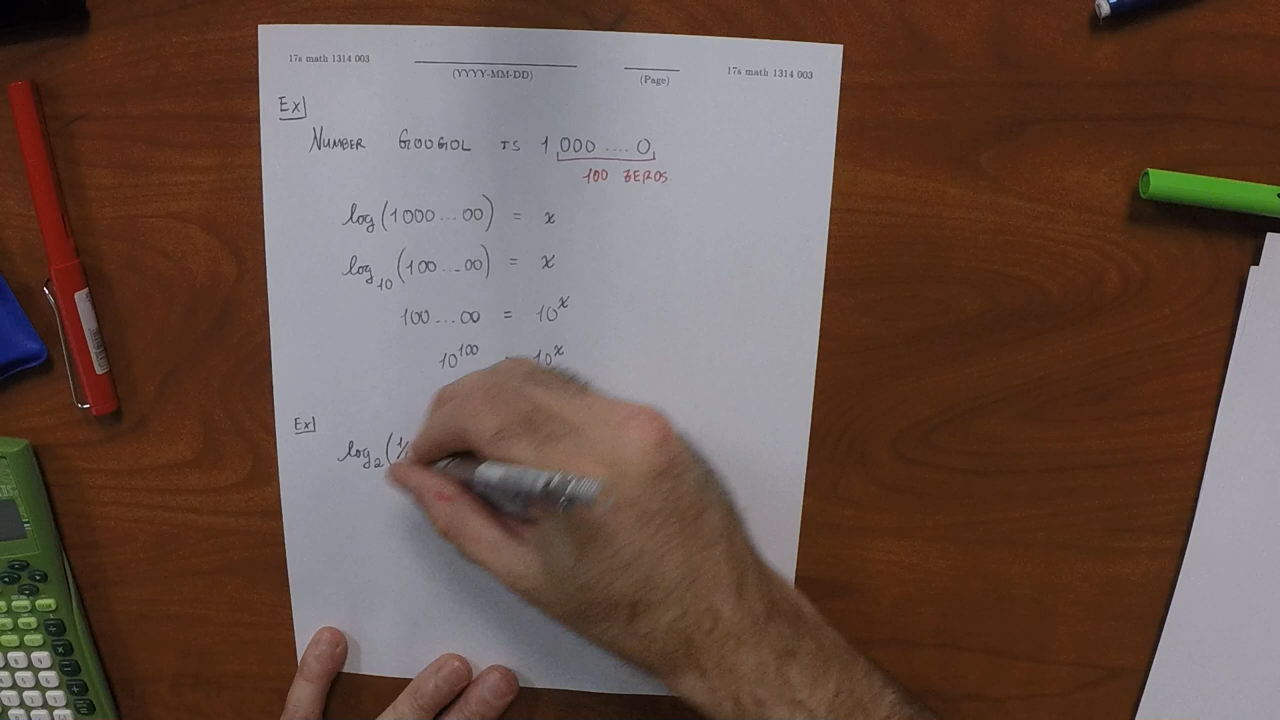 17s math 1314 003 (YYYY-MM-DD) (Page) 17s math 1314 003
Ex
NUMBER GOOGOL IS 1 000 .... 0
100 ZEROS.
log(1000...00) = x
log₁₀(100...00) = x
100...00 = 10^x
10^100 = 10^x
Ex
log₂(1/